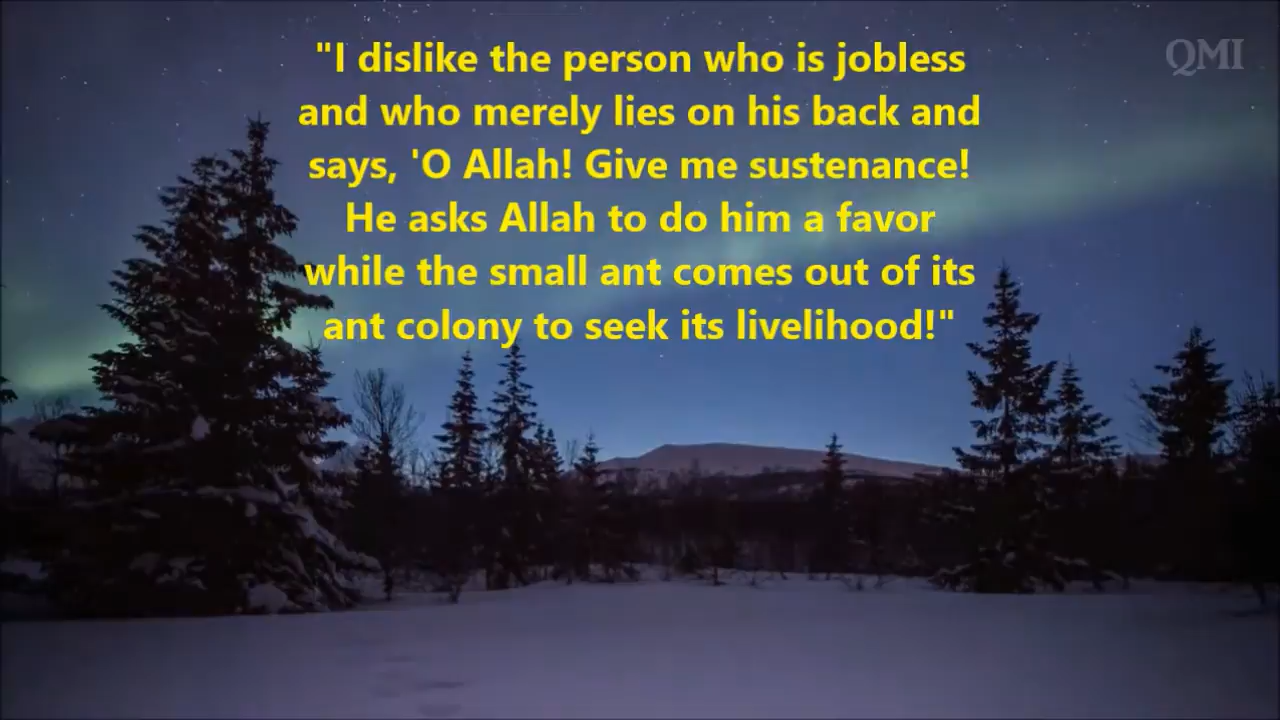 "I dislike the person who is jobless
and who merely lies on his back and
says, 'O Allah! Give me sustenance!
He asks Allah to do him a favor
while the small ant comes out of its
ant colony to seek its livelihood!"
QMI